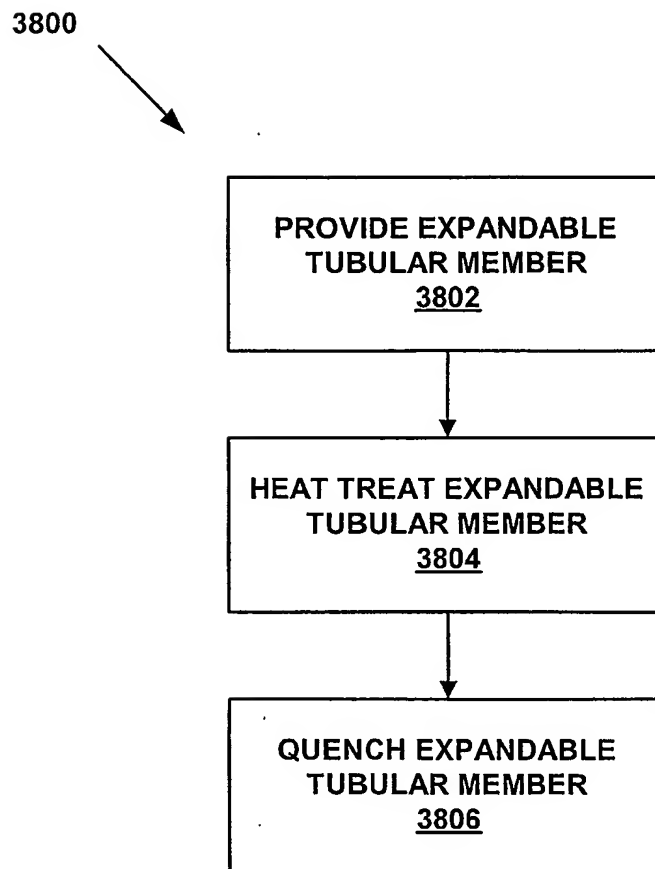 3800
PROVIDE EXPANDABLE
TUBULAR MEMBER
3802
HEAT TREAT EXPANDABLE
TUBULAR MEMBER
3804
QUENCH EXPANDABLE
TUBULAR MEMBER
3806